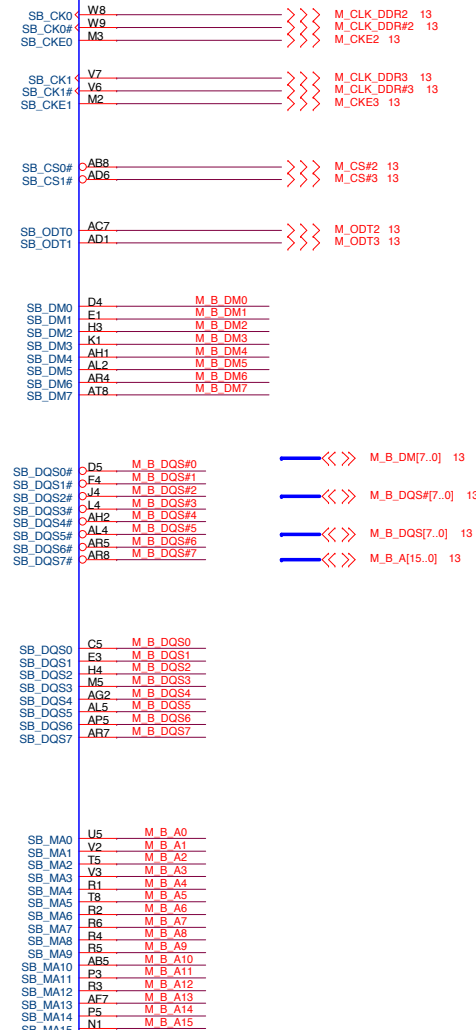 SB_CK0 W8 M_CLK_DDR2 13
SB_CK0# W9 M_CLK_DDR#2 13
SB_CKE0 M3 M_CKE2 13
SB_CK1 V7 M_CLK_DDR3 13
SB_CK1# V6 M_CLK_DDR#3 13
SB_CKE1 M2 M_CKE3 13
SB_CS0# AB8 M_CS#2 13
SB_CS1# AD6 M_CS#3 13
SB_ODT0 AC7 M_ODT2 13
SB_ODT1 AD1 M_ODT3 13
SB_DM0 D4 M_B_DM0
SB_DM1 E1 M_B_DM1
SB_DM2 H3 M_B_DM2
SB_DM3 K1 M_B_DM3
SB_DM4 AH1 M_B_DM4
SB_DM5 AL2 M_B_DM5
SB_DM6 AR4 M_B_DM6
SB_DM7 AT8 M_B_DM7
M_B_DM[7..0] 13
SB_DQS0# D5 M_B_DQS#0
SB_DQS1# F4 M_B_DQS#1
SB_DQS2# J4 M_B_DQS#2 M_B_DQS#[7..0] 13
SB_DQS3# L4 M_B_DQS#3
SB_DQS4# AH2 M_B_DQS#4
SB_DQS5# AL4 M_B_DQS#5 M_B_DQS[7..0] 13
SB_DQS6# AR5 M_B_DQS#6
SB_DQS7# AR8 M_B_DQS#7 M_B_A[15..0] 13
SB_DQS0 C5 M_B_DQS0
SB_DQS1 E3 M_B_DQS1
SB_DQS2 H4 M_B_DQS2
SB_DQS3 M5 M_B_DQS3
SB_DQS4 AG2 M_B_DQS4
SB_DQS5 AL5 M_B_DQS5
SB_DQS6 AP5 M_B_DQS6
SB_DQS7 AR7 M_B_DQS7
SB_MA0 U5 M_B_A0
SB_MA1 V2 M_B_A1
SB_MA2 T5 M_B_A2
SB_MA3 V3 M_B_A3
SB_MA4 R1 M_B_A4
SB_MA5 T8 M_B_A5
SB_MA6 R2 M_B_A6
SB_MA7 R6 M_B_A7
SB_MA8 R4 M_B_A8
SB_MA9 R5 M_B_A9
SB_MA10 AB5 M_B_A10
SB_MA11 P3 M_B_A11
SB_MA12 R3 M_B_A12
SB_MA13 AF7 M_B_A13
SB_MA14 P5 M_B_A14
SB_MA15 N1 M_B_A15